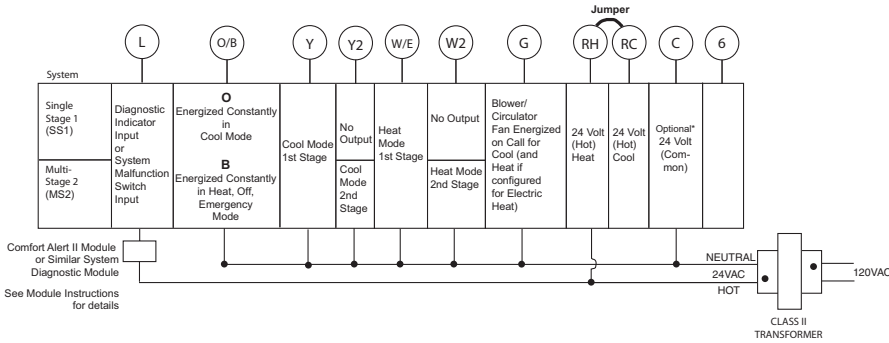 Jumper
L
O/B
Y
Y2
W/E
W2
G
RH
RC
C
6
System
Single
Stage 1
(SS1)
Multi-
Stage 2
(MS2)
Diagnostic
Indicator
Input
or
System
Malfunction
Switch
Input
O
Energized Constantly
in
Cool Mode
B
Energized Constantly
in Heat, Off,
Emergency
Mode
Cool Mode
1st Stage
No
Output
Cool
Mode
2nd
Stage
Heat
Mode
1st Stage
No Output
Heat Mode
2nd Stage
Blower/
Circulator
Fan Energized
on Call for
Cool (and
Heat if
configured
for Electric
Heat)
24 Volt
(Hot)
Heat
24 Volt
(Hot)
Cool
Optional*
24 Volt
(Com-
mon)
Comfort Alert II Module
or Similar System
Diagnostic Module
See Module Instructions
for details
NEUTRAL
24VAC
HOT
120VAC
CLASS II
TRANSFORMER